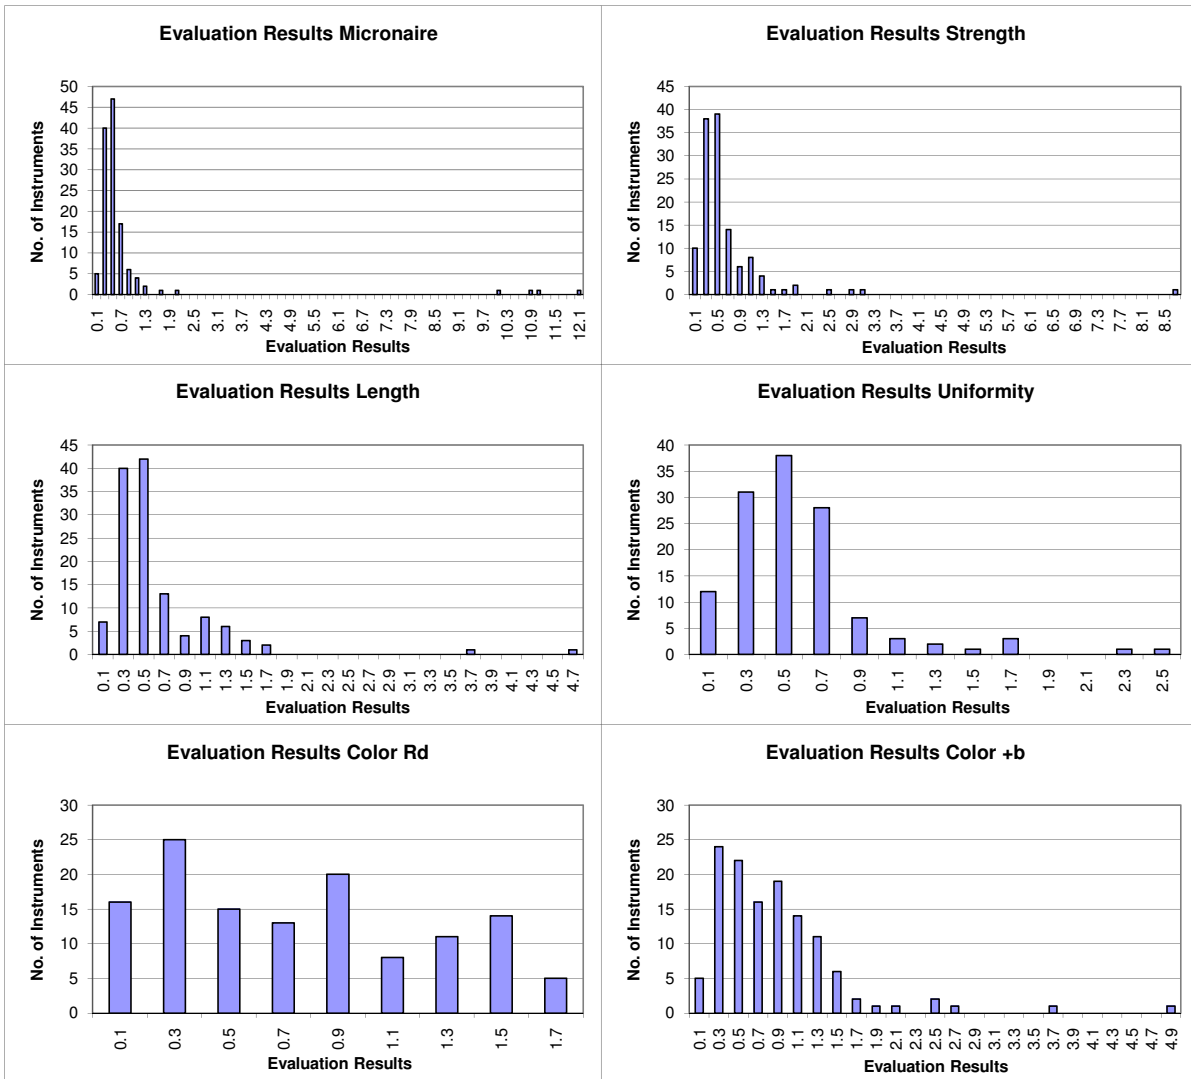 Evaluation Results Micronaire
50
45
40
35
30
25
20
15
10
5
0
No. of Instruments
0.1 0.7 1.3 1.9 2.5 3.1 3.7 4.3 4.9 5.5 6.1 6.7 7.3 7.9 8.5 9.1 9.7 10.3 10.9 11.5 12.1
Evaluation Results
Evaluation Results Strength
45
40
35
30
25
20
15
10
5
0
No. of Instruments
0.1 0.5 0.9 1.3 1.7 2.1 2.5 2.9 3.3 3.7 4.1 4.5 4.9 5.3 5.7 6.1 6.5 6.9 7.3 7.7 8.1 8.5
Evaluation Results
Evaluation Results Length
45
40
35
30
25
20
15
10
5
0
No. of Instruments
0.1 0.3 0.5 0.7 0.9 1.1 1.3 1.5 1.7 1.9 2.1 2.3 2.5 2.7 2.9 3.1 3.3 3.5 3.7 3.9 4.1 4.3 4.5 4.7
Evaluation Results
Evaluation Results Uniformity
40
35
30
25
20
15
10
5
0
No. of Instruments
0.1 0.3 0.5 0.7 0.9 1.1 1.3 1.5 1.7 1.9 2.1 2.3 2.5
Evaluation Results
Evaluation Results Color Rd
30
25
20
15
10
5
0
No. of Instruments
0.1 0.3 0.5 0.7 0.9 1.1 1.3 1.5 1.7
Evaluation Results
Evaluation Results Color +b
30
25
20
15
10
5
0
No. of Instruments
0.1 0.3 0.5 0.7 0.9 1.1 1.3 1.5 1.7 1.9 2.1 2.3 2.5 2.7 2.9 3.1 3.3 3.5 3.7 3.9 4.1 4.3 4.5 4.7 4.9
Evaluation Results